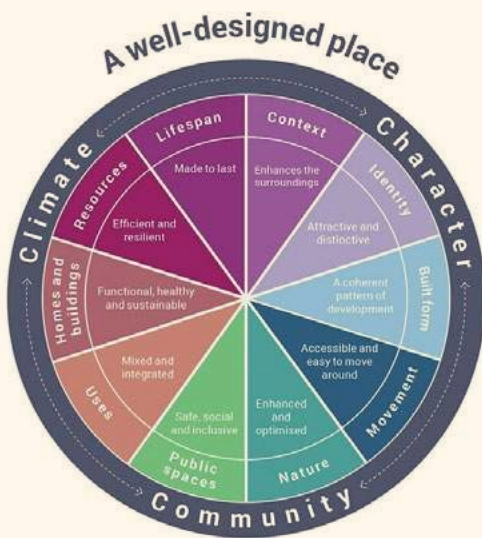 A well-designed place
Climate
Character
Community
Context
Enhances the
surroundings
Identity
Attractive and
distinctive
Built form
A coherent
pattern of
development
Movement
Accessible and
easy to move
around
Nature
Enhanced
and
optimised
Public
spaces
Safe, social
and inclusive
Uses
Mixed and
integrated
Homes and
buildings
Functional, healthy
and sustainable
Resources
Efficient and
resilient
Lifespan
Made to last